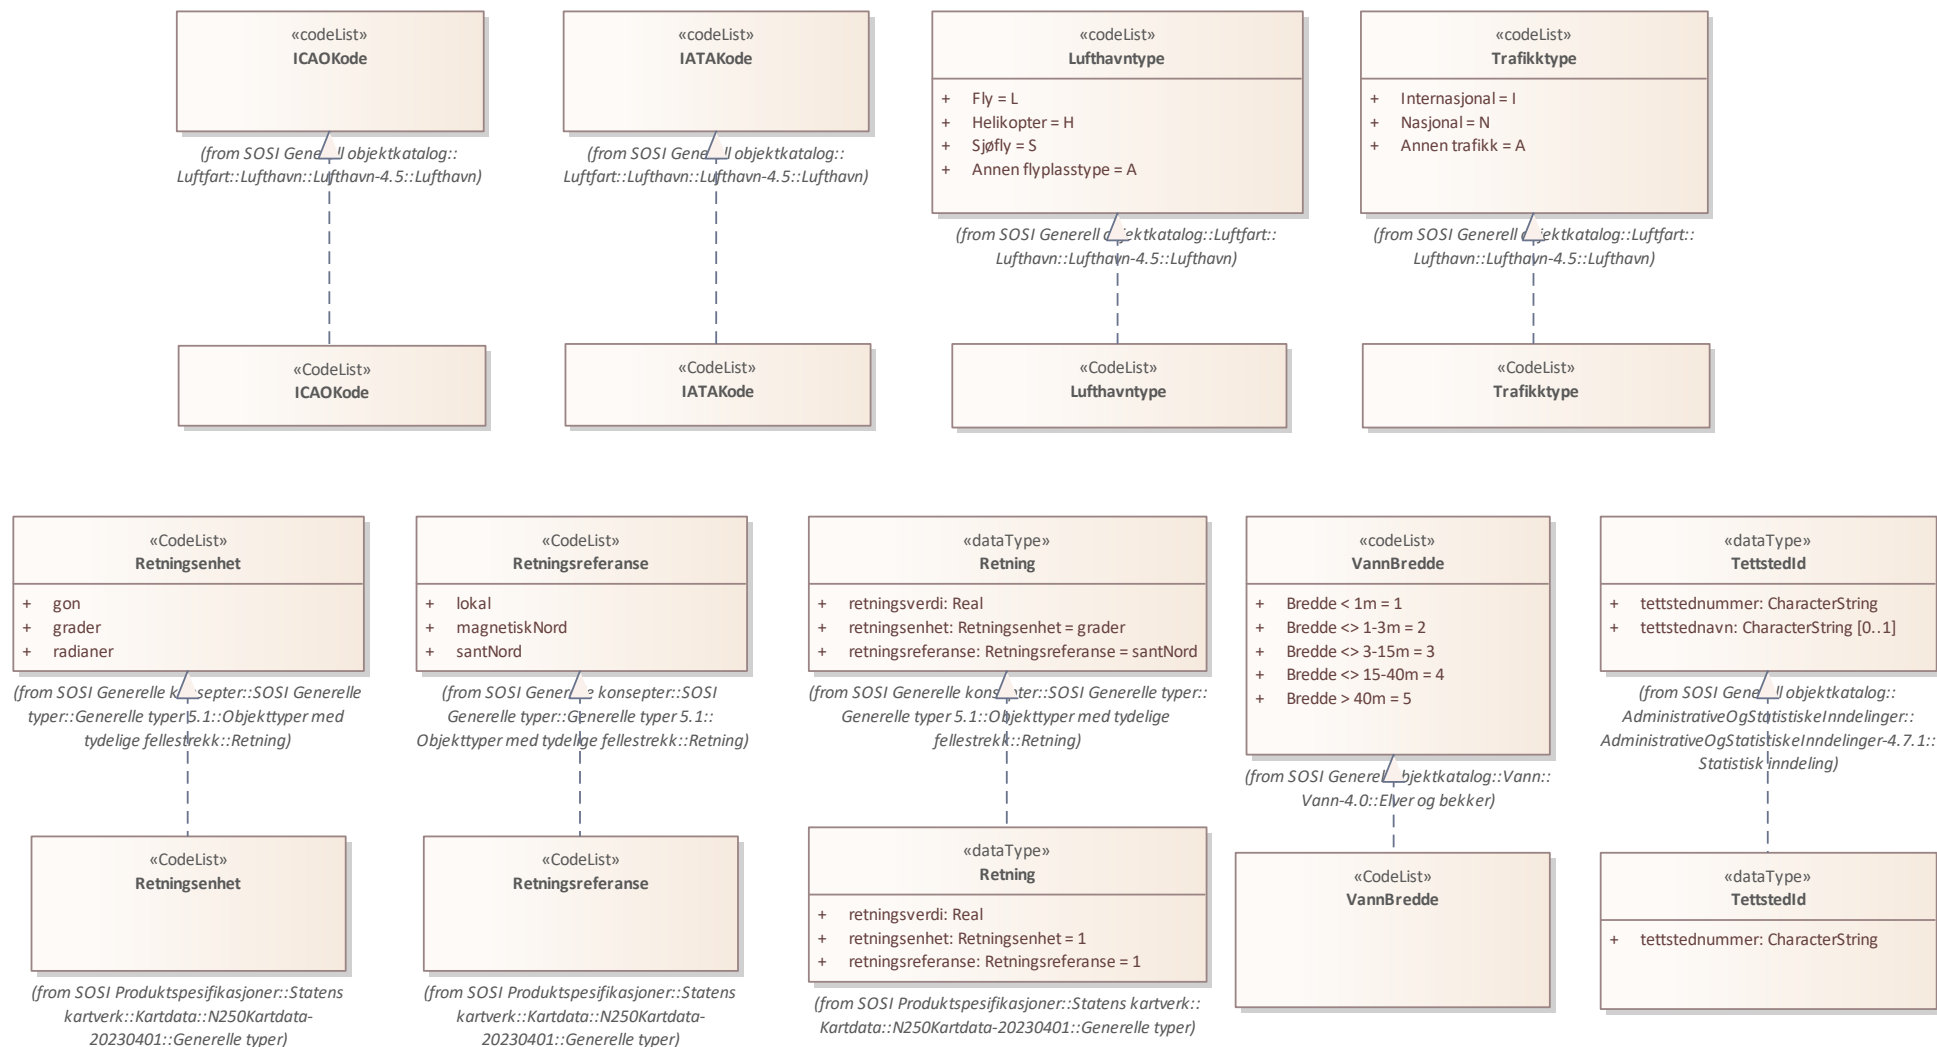 «codeList»
ICAOKode
(from SOSI Generell objektkatalog::
Luftfart::Lufthavn::Lufthavn-4.5::Lufthavn)
«CodeList»
ICAOKode
«codeList»
IATAKode
(from SOSI Generell objektkatalog::
Luftfart::Lufthavn::Lufthavn-4.5::Lufthavn)
«CodeList»
IATAKode
«codeList»
Lufthavntype
+ Fly = L
+ Helikopter = H
+ Sjøfly = S
+ Annen flyplasstype = A
(from SOSI Generell objektkatalog::Luftfart::
Lufthavn::Lufthavn-4.5::Lufthavn)
«CodeList»
Lufthavntype
«codeList»
Trafikktype
+ Internasjonal = I
+ Nasjonal = N
+ Annen trafikk = A
(from SOSI Generell objektkatalog::Luftfart::
Lufthavn::Lufthavn-4.5::Lufthavn)
«CodeList»
Trafikktype
«CodeList»
Retningsenhet
+ gon
+ grader
+ radianer
(from SOSI Generelle konsepter::SOSI Generelle
typer::Generelle typer 5.1::Objekttyper med
tydelige fellestrekk::Retning)
«CodeList»
Retningsenhet
(from SOSI Produktspesifikasjoner::Statens
kartverk::Kartdata::N250Kartdata-
20230401::Generelle typer)
«CodeList»
Retningsreferanse
+ lokal
+ magnetiskNord
+ santNord
(from SOSI Generelle konsepter::SOSI
Generelle typer::Generelle typer 5.1::
Objekttyper med tydelige fellestrekk::Retning)
«CodeList»
Retningsreferanse
(from SOSI Produktspesifikasjoner::Statens
kartverk::Kartdata::N250Kartdata-
20230401::Generelle typer)
«dataType»
Retning
+ retningsverdi: Real
+ retningsenhet: Retningsenhet = grader
+ retningsreferanse: Retningsreferanse = santNord
(from SOSI Generelle konsepter::SOSI Generelle typer::
Generelle typer 5.1::Objekttyper med tydelige
fellestrekk::Retning)
«dataType»
Retning
+ retningsverdi: Real
+ retningsenhet: Retningsenhet = 1
+ retningsreferanse: Retningsreferanse = 1
(from SOSI Produktspesifikasjoner::Statens kartverk::
Kartdata::N250Kartdata-20230401::Generelle typer)
«codeList»
VannBredde
+ Bredde < 1m = 1
+ Bredde <> 1-3m = 2
+ Bredde <> 3-15m = 3
+ Bredde <> 15-40m = 4
+ Bredde > 40m = 5
(from SOSI Generell objektkatalog::Vann::
Vann-4.0::Elver og bekker)
«CodeList»
VannBredde
«dataType»
TettstedId
+ tettstednummer: CharacterString
+ tettstednavn: CharacterString [0..1]
(from SOSI Generell objektkatalog::
AdministrativeOgStatistiskeInndelinger::
AdministrativeOgStatistiskeInndelinger-4.7.1::
Statistisk inndeling)
«dataType»
TettstedId
+ tettstednummer: CharacterString